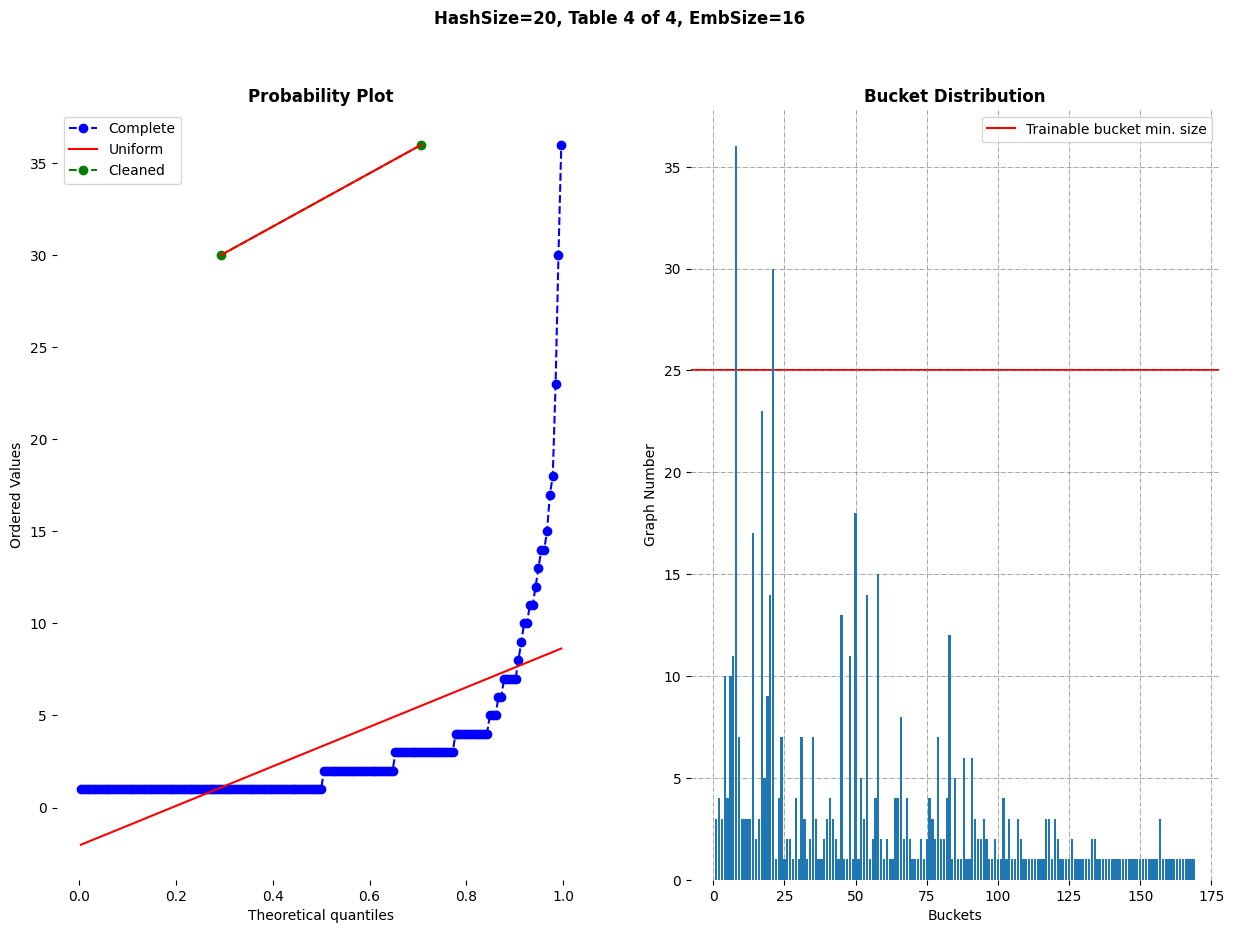 HashSize=20, Table 4 of 4, EmbSize=16
Probability Plot
Complete
Uniform
Cleaned
35
30
25
20
15
10
5
0
Ordered Values
0.0 0.2 0.4 0.6 0.8 1.0
Theoretical quantiles
Bucket Distribution
Trainable bucket min. size
35
30
25
20
15
10
5
0
Graph Number
0 25 50 75 100 125 150 175
Buckets